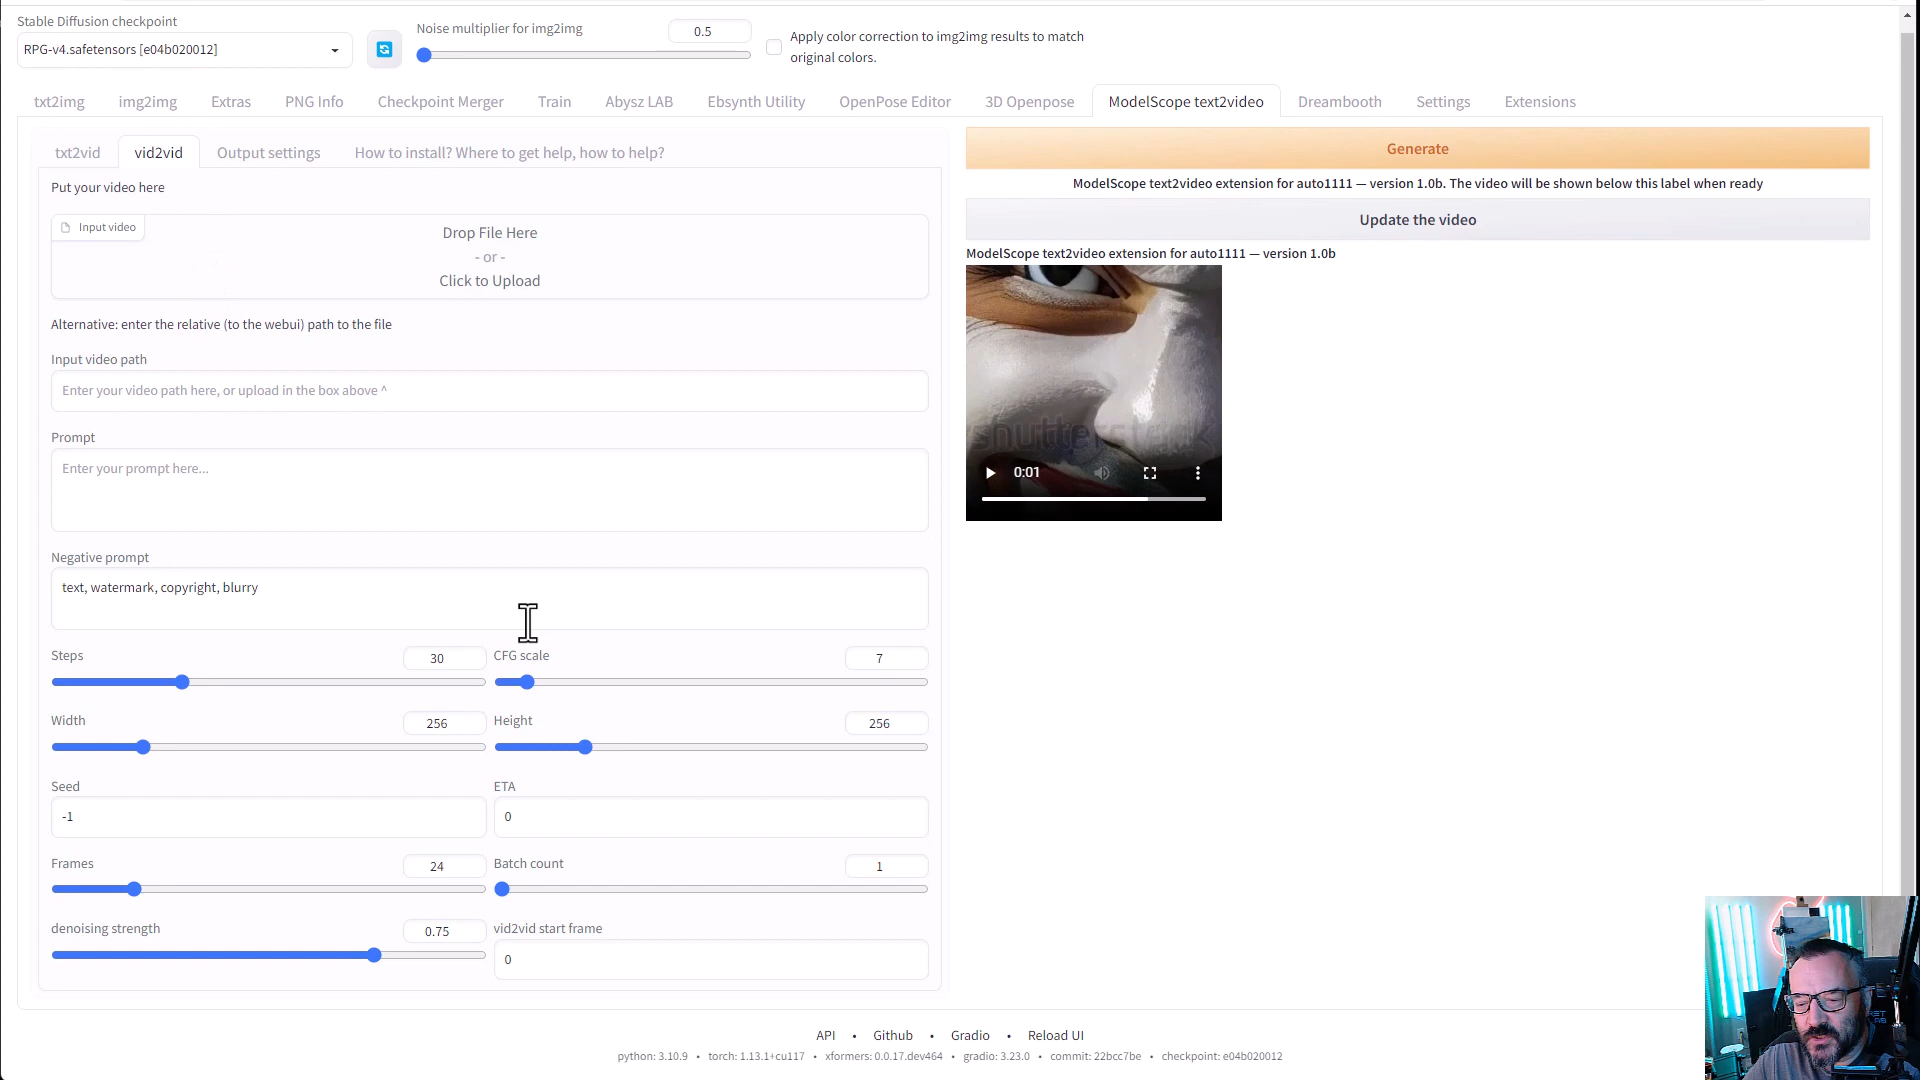 Stable Diffusion checkpoint
RPG-v4.safetensors [e04b020012]
Noise multiplier for img2img
0.5
Apply color correction to img2img results to match
original colors.
txt2img
img2img
Extras
PNG Info
Checkpoint Merger
Train
Abysz LAB
Ebsynth Utility
OpenPose Editor
3D Openpose
ModelScope text2video
Dreambooth
Settings
Extensions
txt2vid
vid2vid
Output settings
How to install? Where to get help, how to help?
Put your video here
Input video
Drop File Here
- or -
Click to Upload
Alternative: enter the relative (to the webui) path to the file
Input video path
Enter your video path here, or upload in the box above ^
Prompt
Enter your prompt here...
Negative prompt
text, watermark, copyright, blurry
Steps
30
CFG scale
7
Width
256
Height
256
Seed
-1
ETA
0
Frames
24
Batch count
1
denoising strength
0.75
vid2vid start frame
0
Generate
ModelScope text2video extension for auto1111 — version 1.0b. The video will be shown below this label when ready
Update the video
ModelScope text2video extension for auto1111 — version 1.0b
shutterstock
0:01
API • Github • Gradio • Reload UI
python: 3.10.9 • torch: 1.13.1+cu117 • xformers: 0.0.17.dev464 • gradio: 3.23.0 • commit: 22bcc7be • checkpoint: e04b020012